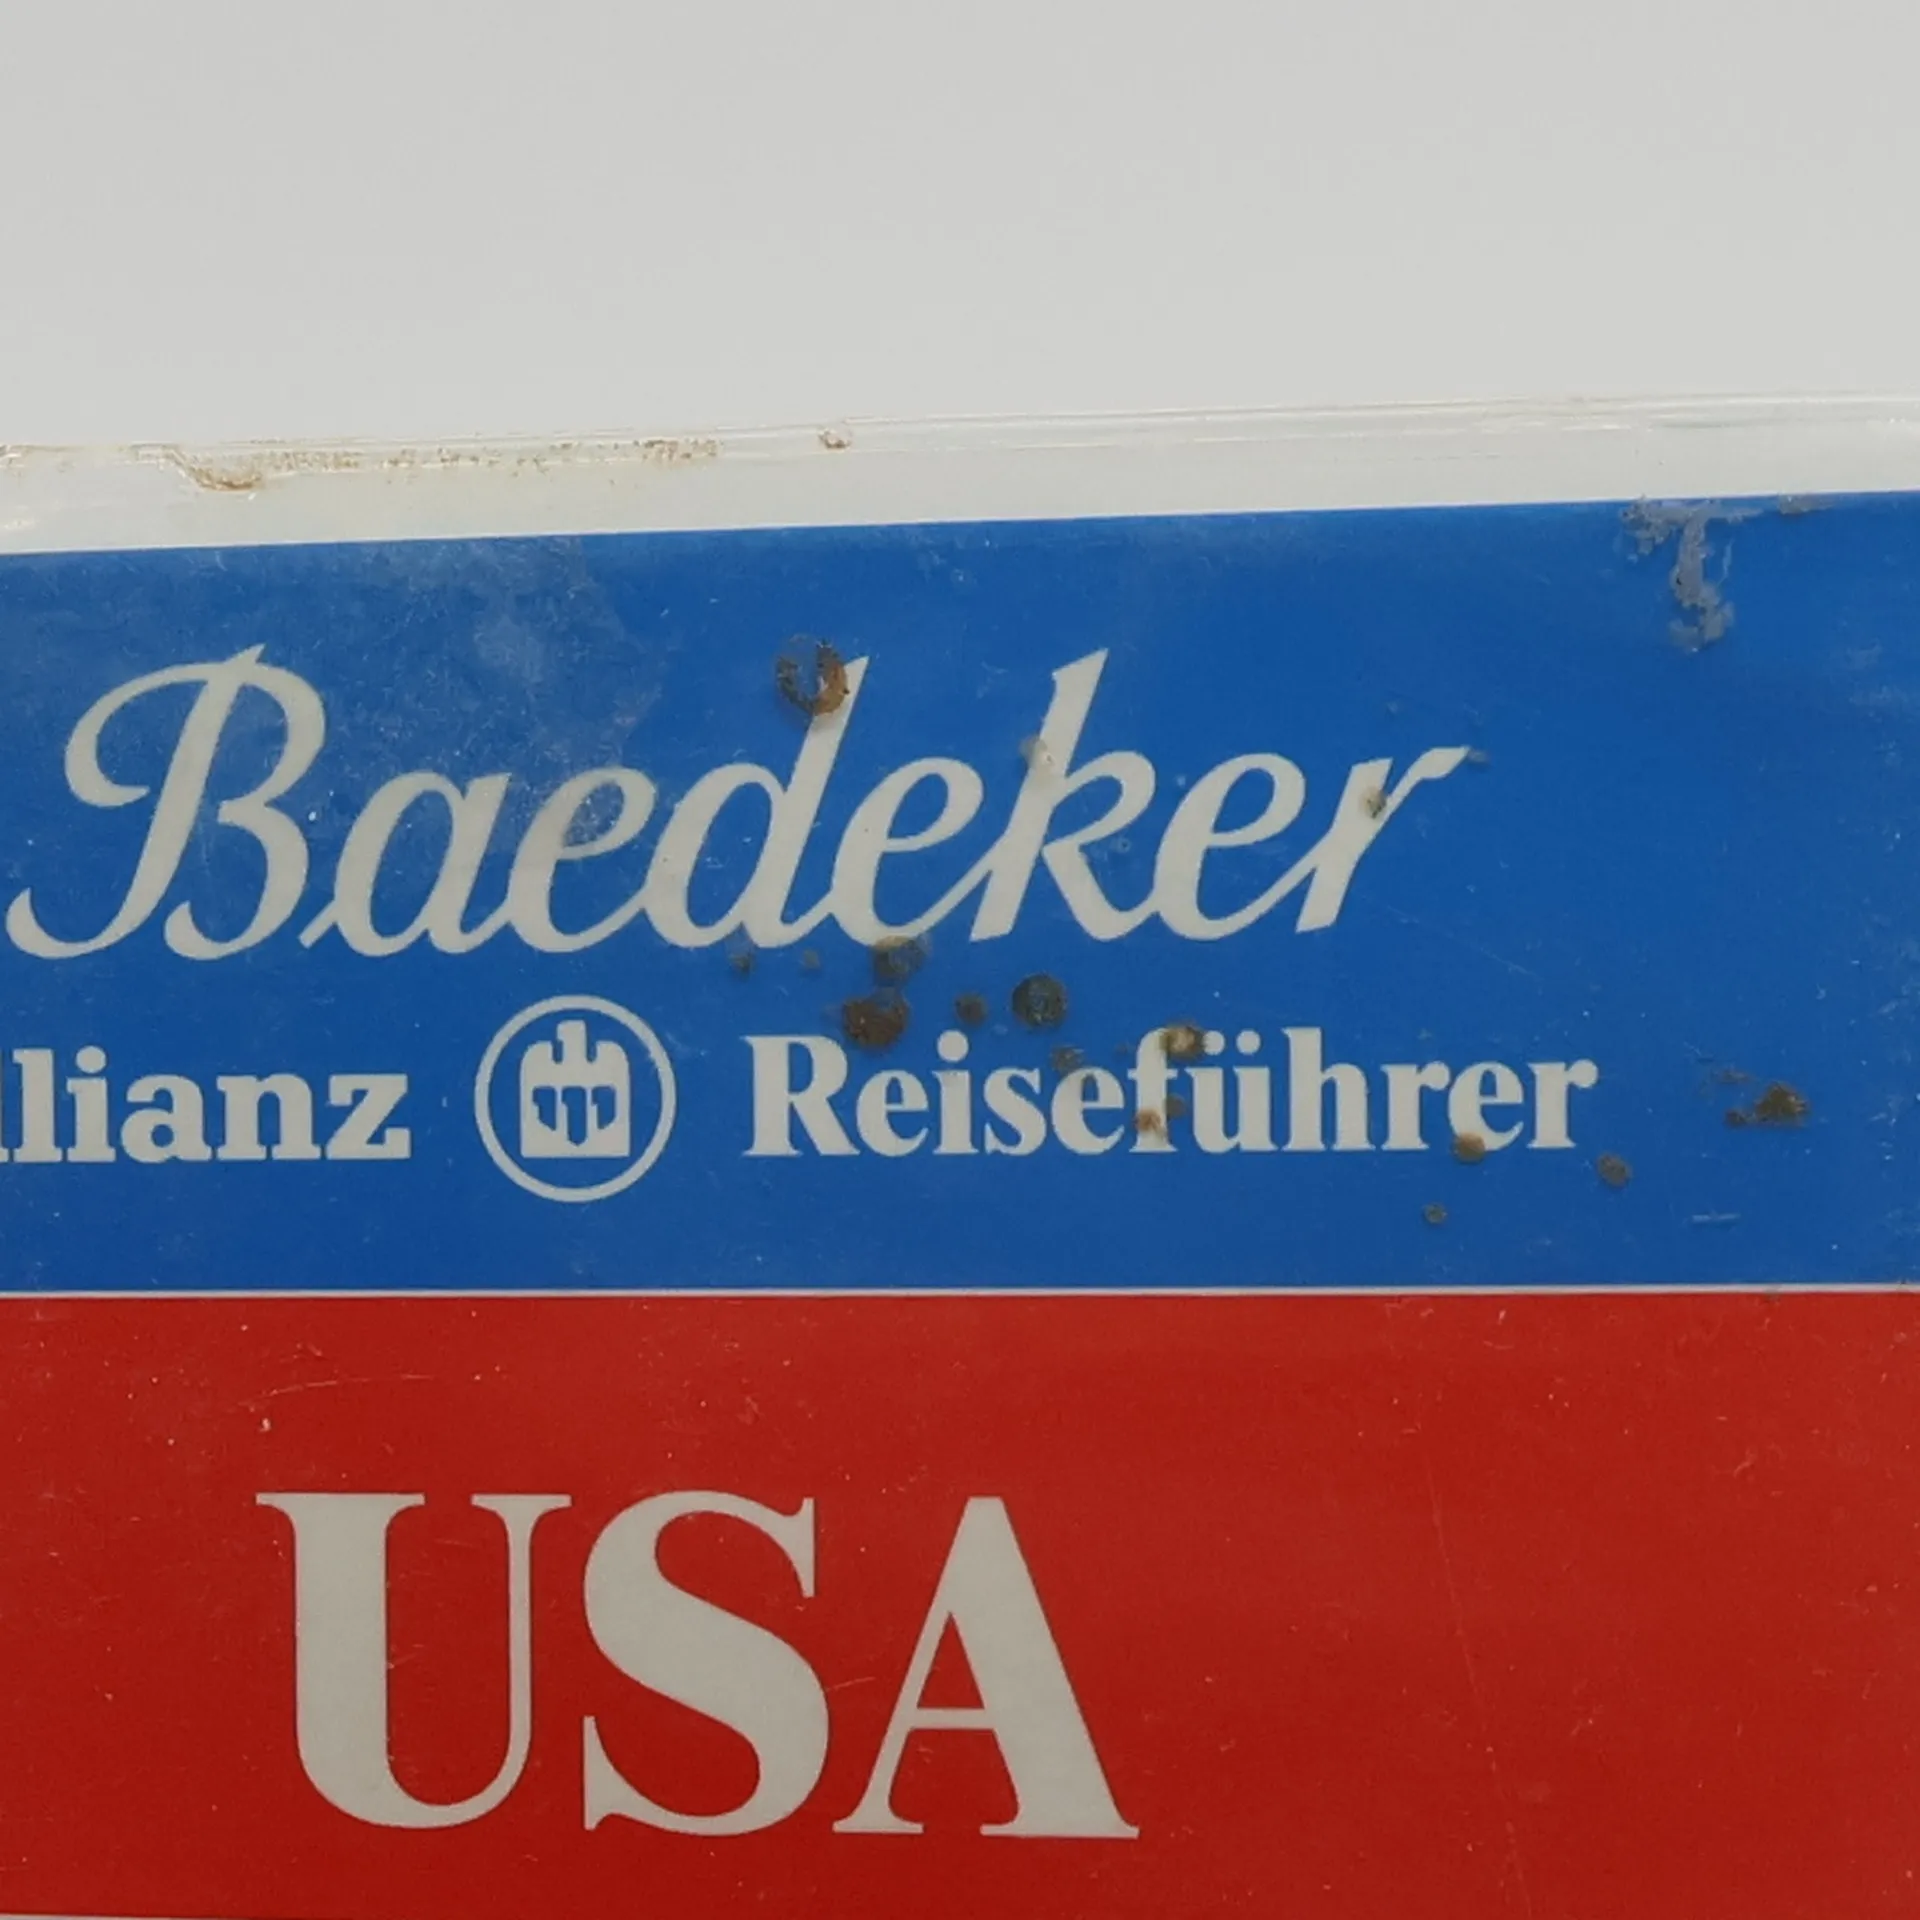 Baedeker
llianz Reiseführer
USA